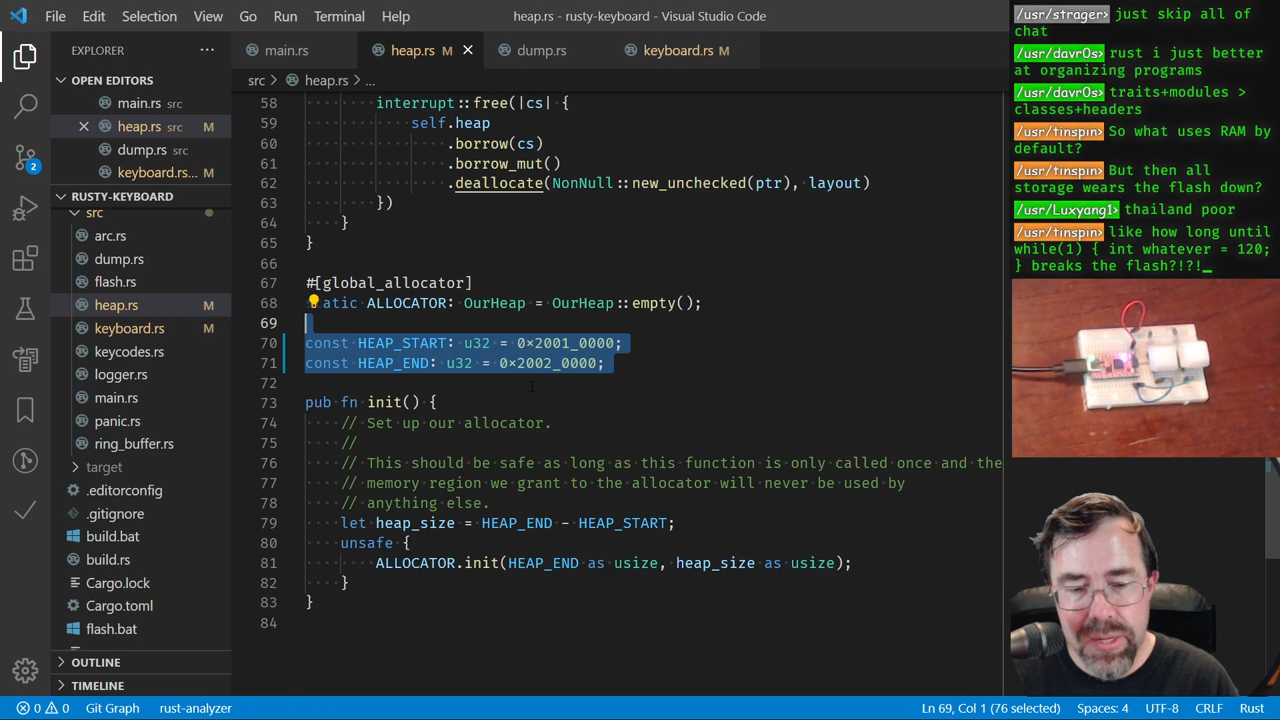 File Edit Selection View Go Run Terminal Help
heap.rs - rusty-keyboard - Visual Studio Code
EXPLORER
OPEN EDITORS
main.rs src
heap.rs src M
dump.rs src
keyboard.rs... M
RUSTY-KEYBOARD
src
arc.rs
dump.rs
flash.rs
heap.rs M
keyboard.rs M
keycodes.rs
logger.rs
main.rs
panic.rs
ring_buffer.rs
target
.editorconfig
.gitignore
build.bat
build.rs
Cargo.lock
Cargo.toml
flash.bat
OUTLINE
TIMELINE
2
main.rs
heap.rs M
dump.rs
keyboard.rs M
src > heap.rs > ...
58 interrupt::free(|cs| {
59 self.heap
60 .borrow(cs)
61 .borrow_mut()
62 .deallocate(NonNull::new_unchecked(ptr), layout)
63 })
64 }
65 }
66
67 #[global_allocator]
68 atic ALLOCATOR: OurHeap = OurHeap::empty();
69
70 const HEAP_START: u32 = 0×2001_0000;
71 const HEAP_END: u32 = 0×2002_0000;
72
73 pub fn init() {
74 // Set up our allocator.
75 //
76 // This should be safe as long as this function is only called once and the
77 // memory region we grant to the allocator will never be used by
78 // anything else.
79 let heap_size = HEAP_END - HEAP_START;
80 unsafe {
81 ALLOCATOR.init(HEAP_END as usize, heap_size as usize);
82 }
83 }
84
/usr/strager> just skip all of
chat
/usr/davr0s> rust i just better
at organizing programs
/usr/davr0s> traits+modules >
classes+headers
/usr/tinspin> So what uses RAM by
default?
/usr/tinspin> But then all
storage wears the flash down?
/usr/Luxyang1> thailand poor
/usr/tinspin> like how long until
while(1) { int whatever = 120;
} breaks the flash?!?!_
0 0 Git Graph rust-analyzer
Ln 69, Col 1 (76 selected) Spaces: 4 UTF-8 CRLF Rust